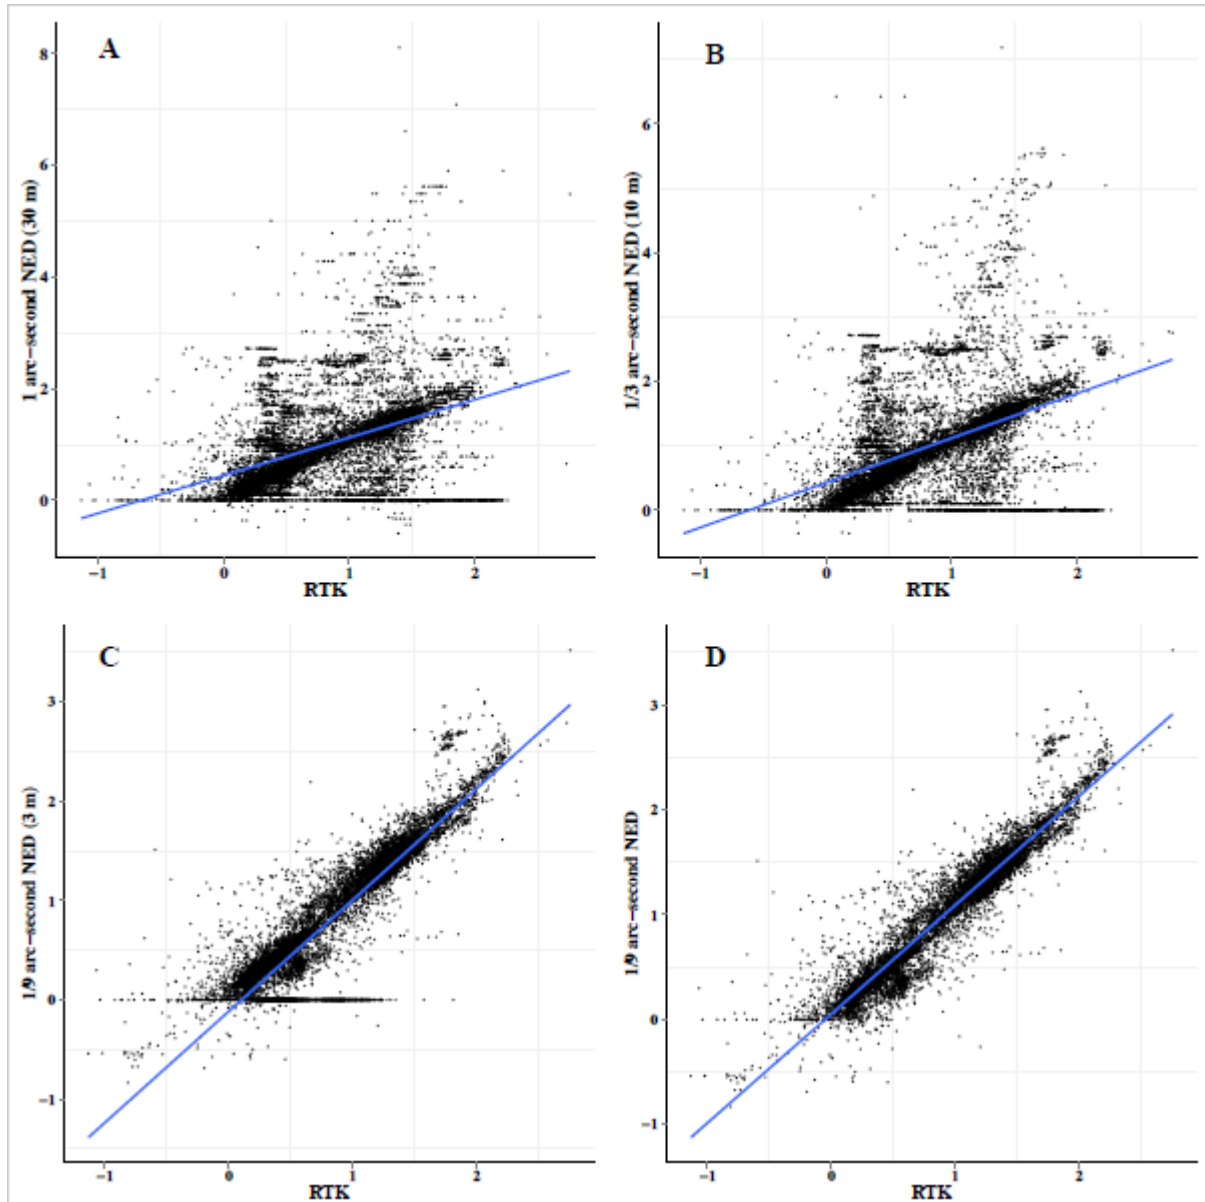 A
8
6
4
2
0
1 arc−second NED (30 m)
−1 0 1 2
RTK
B
6
4
2
0
1/3 arc−second NED (10 m)
−1 0 1 2
RTK
C
3
2
1
0
−1
1/9 arc−second NED (3 m)
−1 0 1 2
RTK
D
3
2
1
0
−1
1/9 arc−second NED
−1 0 1 2
RTK